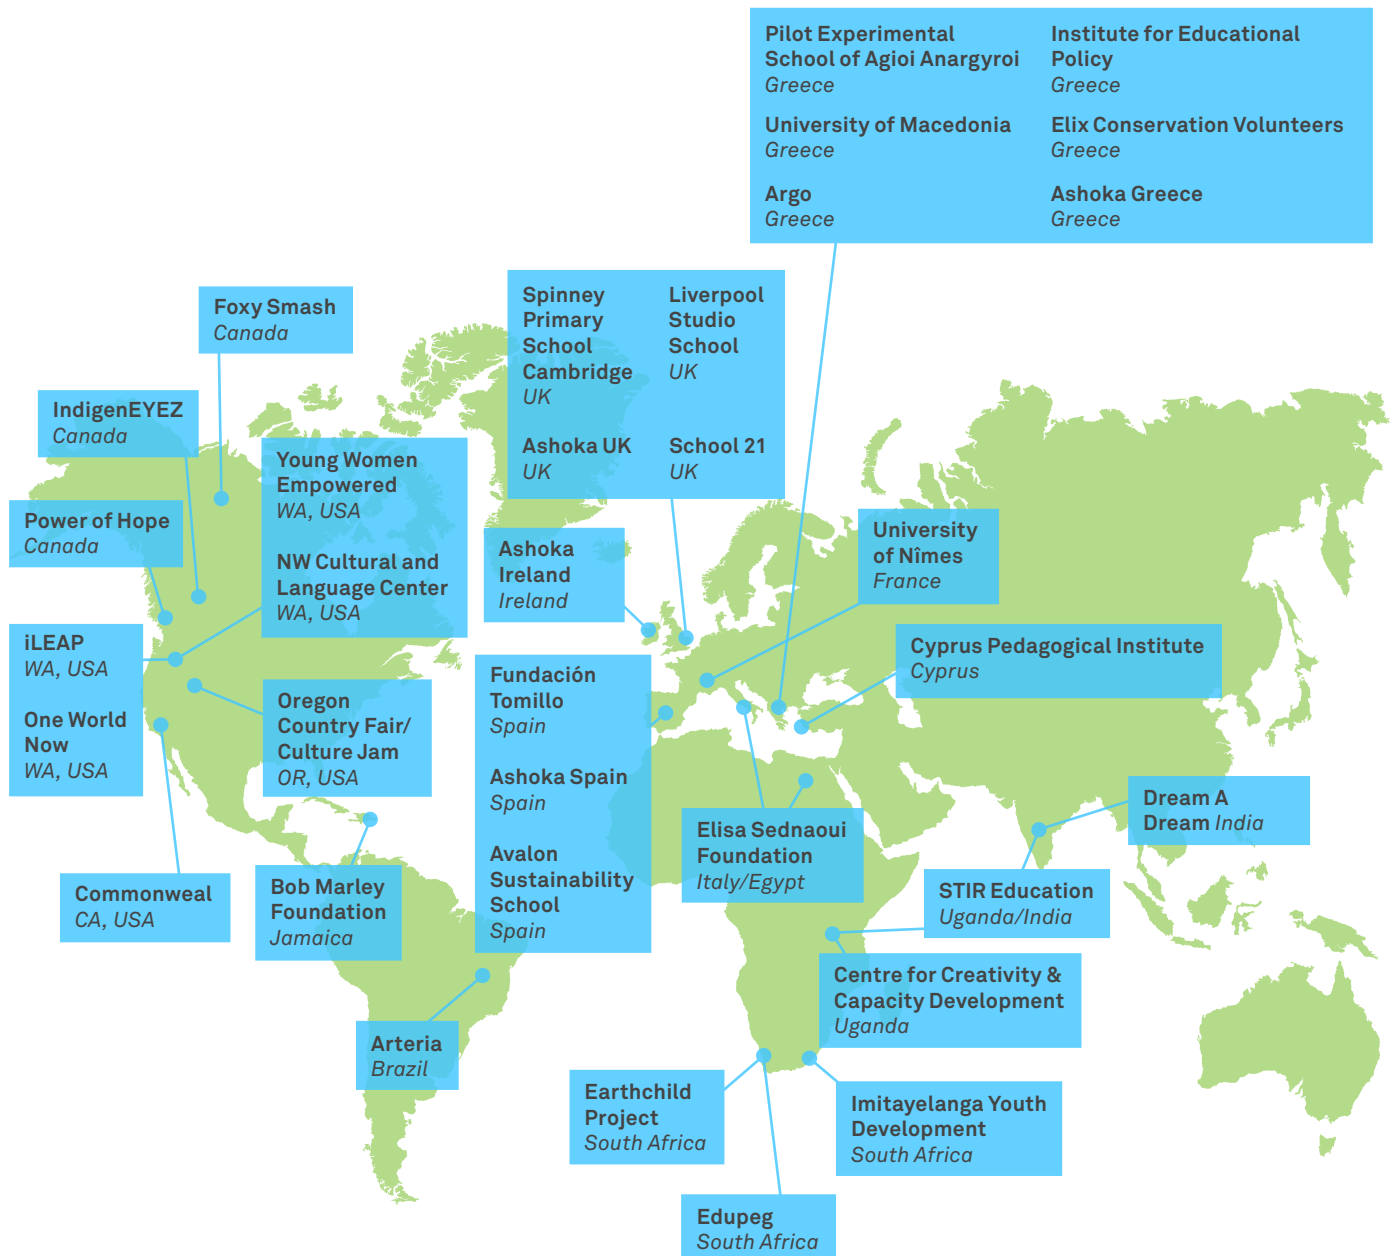 Pilot Experimental
School of Agioi Anargyroi
Greece
Institute for Educational
Policy
Greece
University of Macedonia
Greece
Elix Conservation Volunteers
Greece
Argo
Greece
Ashoka Greece
Greece
Spinney
Primary
School
Cambridge
UK
Liverpool
Studio
School
UK
Ashoka UK
UK
School 21
UK
Foxy Smash
Canada
IndigenEYEZ
Canada
Young Women
Empowered
WA, USA
NW Cultural and
Language Center
WA, USA
Power of Hope
Canada
Ashoka
Ireland
Ireland
University
of Nîmes
France
iLEAP
WA, USA
One World
Now
WA, USA
Oregon
Country Fair/
Culture Jam
OR, USA
Fundación
Tomillo
Spain
Ashoka Spain
Spain
Avalon
Sustainability
School
Spain
Cyprus Pedagogical Institute
Cyprus
Elisa Sednaoui
Foundation
Italy/Egypt
Dream A
Dream India
Commonweal
CA, USA
Bob Marley
Foundation
Jamaica
STIR Education
Uganda/India
Centre for Creativity &
Capacity Development
Uganda
Arteria
Brazil
Earthchild
Project
South Africa
Imitayelanga Youth
Development
South Africa
Edupeg
South Africa